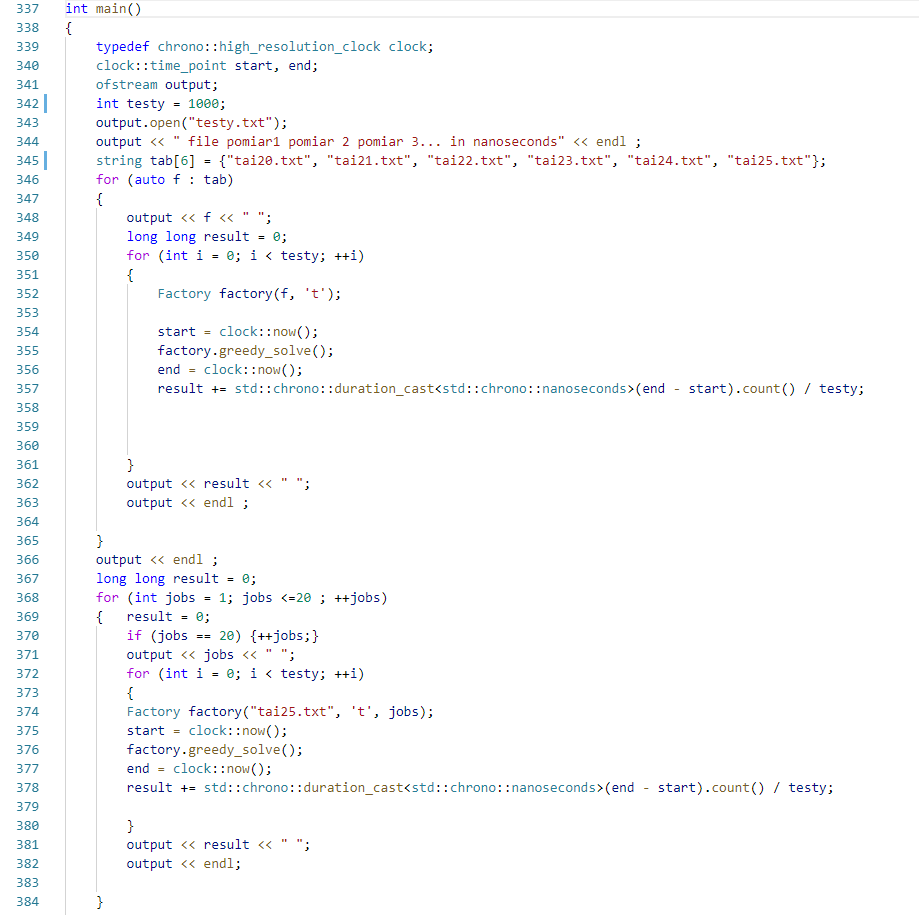 337 int main()
338 {
339 typedef chrono::high_resolution_clock clock;
340 clock::time_point start, end;
341 ofstream output;
342 int testy = 1000;
343 output.open("testy.txt");
344 output << " file pomiar1 pomiar 2 pomiar 3... in nanoseconds" << endl ;
345 string tab[6] = {"tai20.txt", "tai21.txt", "tai22.txt", "tai23.txt", "tai24.txt", "tai25.txt"};
346 for (auto f : tab)
347 {
348 output << f << " ";
349 long long result = 0;
350 for (int i = 0; i < testy; ++i)
351 {
352 Factory factory(f, 't');
353
354 start = clock::now();
355 factory.greedy_solve();
356 end = clock::now();
357 result += std::chrono::duration_cast<std::chrono::nanoseconds>(end - start).count() / testy;
358
359
360
361 }
362 output << result << " ";
363 output << endl ;
364
365 }
366 output << endl ;
367 long long result = 0;
368 for (int jobs = 1; jobs <=20 ; ++jobs)
369 { result = 0;
370 if (jobs == 20) {++jobs;}
371 output << jobs << " ";
372 for (int i = 0; i < testy; ++i)
373 {
374 Factory factory("tai25.txt", 't', jobs);
375 start = clock::now();
376 factory.greedy_solve();
377 end = clock::now();
378 result += std::chrono::duration_cast<std::chrono::nanoseconds>(end - start).count() / testy;
379
380 }
381 output << result << " ";
382 output << endl;
383
384 }